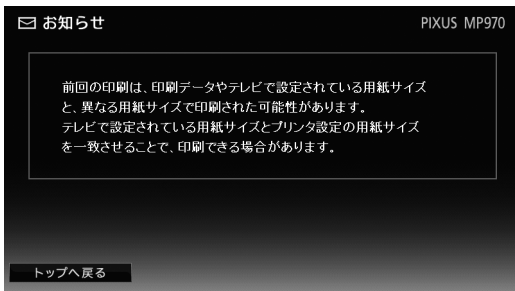 お知らせ
PIXUS MP970
前回の印刷は、印刷データやテレビで設定されている用紙サイズ
と、異なる用紙サイズで印刷された可能性があります。
テレビで設定されている用紙サイズとプリンタ設定の用紙サイズ
を一致させることで、印刷できる場合があります。
トップへ戻る